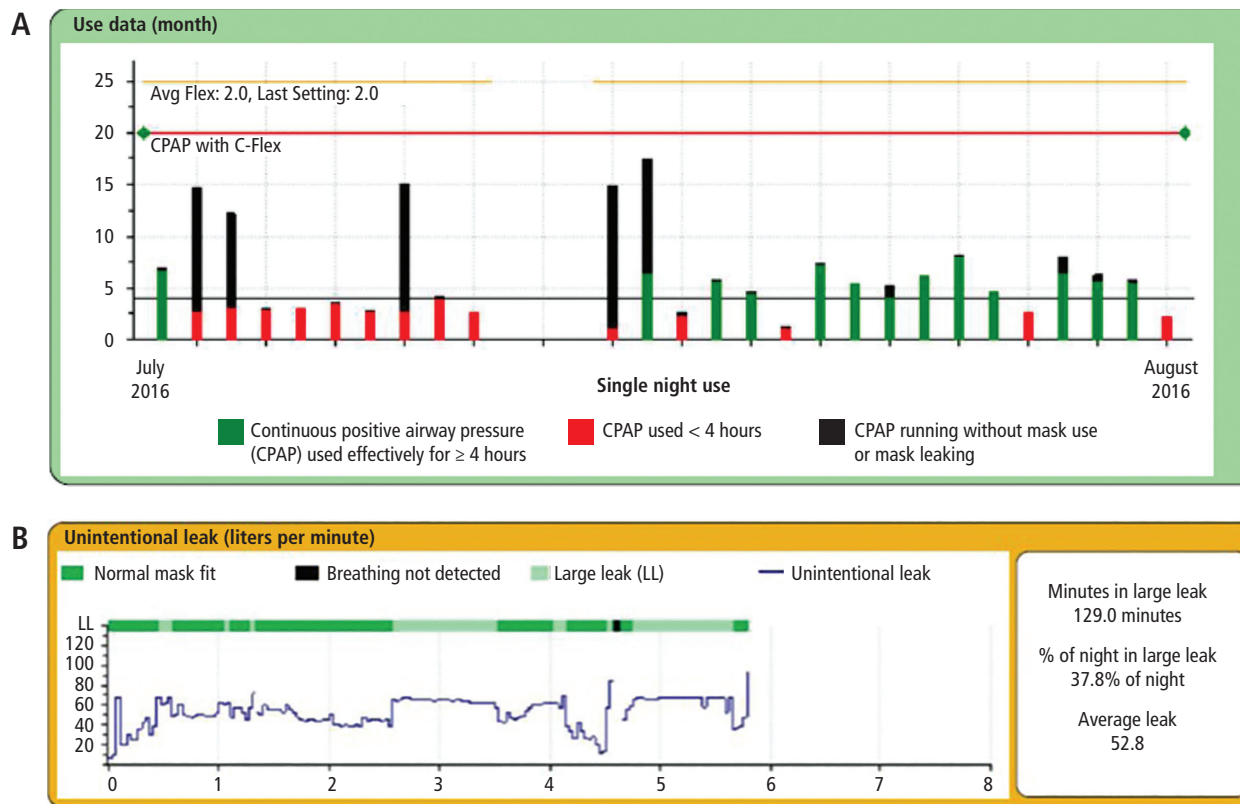 A
Use data (month)
25
Avg Flex: 2.0, Last Setting: 2.0
20
CPAP with C-Flex
15
10
5
0
July
2016
Single night use
August
2016
Continuous positive airway pressure
(CPAP) used effectively for ≥ 4 hours
CPAP used < 4 hours
CPAP running without mask use
or mask leaking
B
Unintentional leak (liters per minute)
Normal mask fit
Breathing not detected
Large leak (LL)
Unintentional leak
LL
120
100
80
60
40
20
0 1 2 3 4 5 6 7 8
Minutes in large leak
129.0 minutes
% of night in large leak
37.8% of night
Average leak
52.8